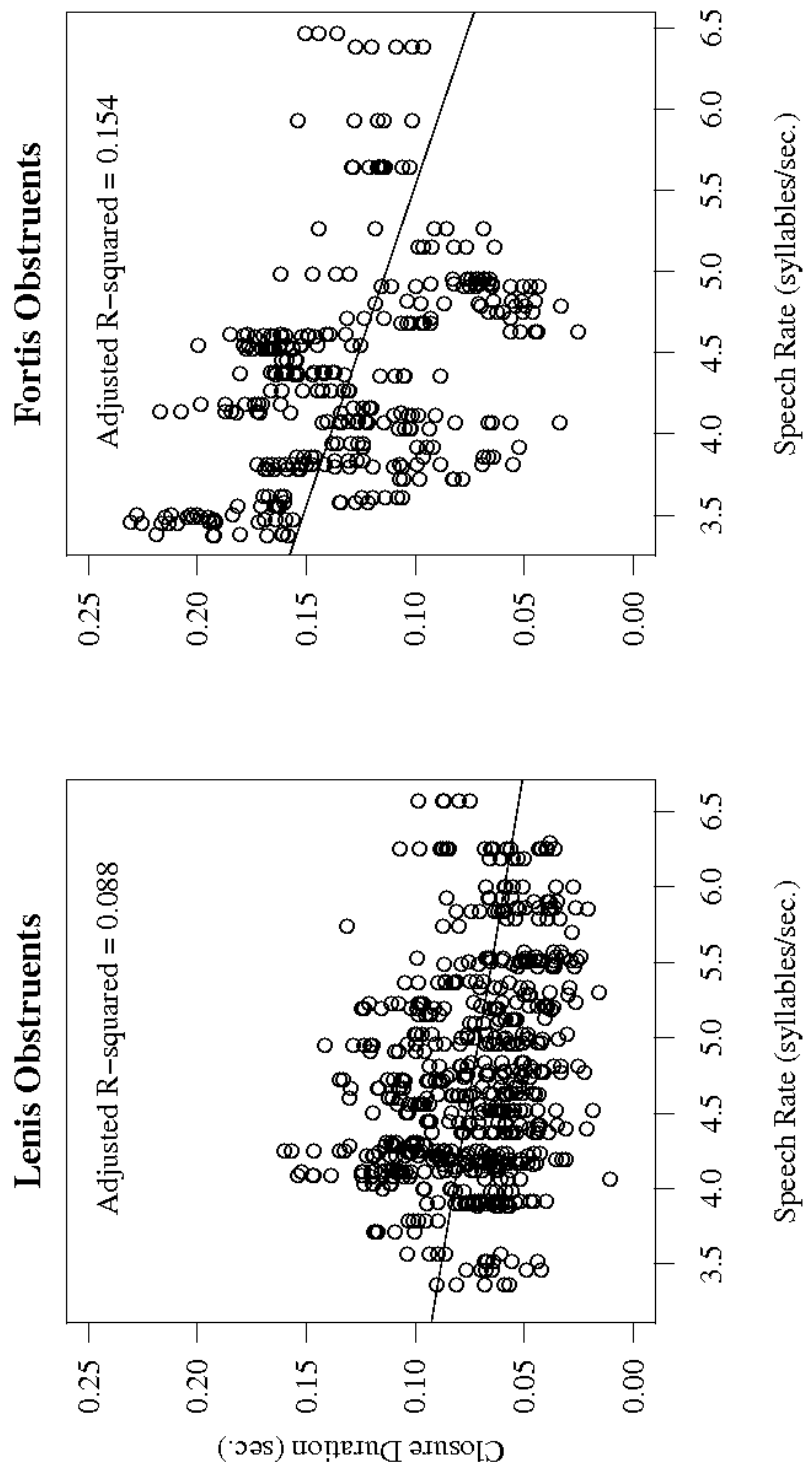 Lenis Obstruents
Adjusted R−squared = 0.088
Closure Duration (sec.)
0.25
0.20
0.15
0.10
0.05
0.00
3.5 4.0 4.5 5.0 5.5 6.0 6.5
Speech Rate (syllables/sec.)
Fortis Obstruents
Adjusted R−squared = 0.154
0.25
0.20
0.15
0.10
0.05
0.00
3.5 4.0 4.5 5.0 5.5 6.0 6.5
Speech Rate (syllables/sec.)